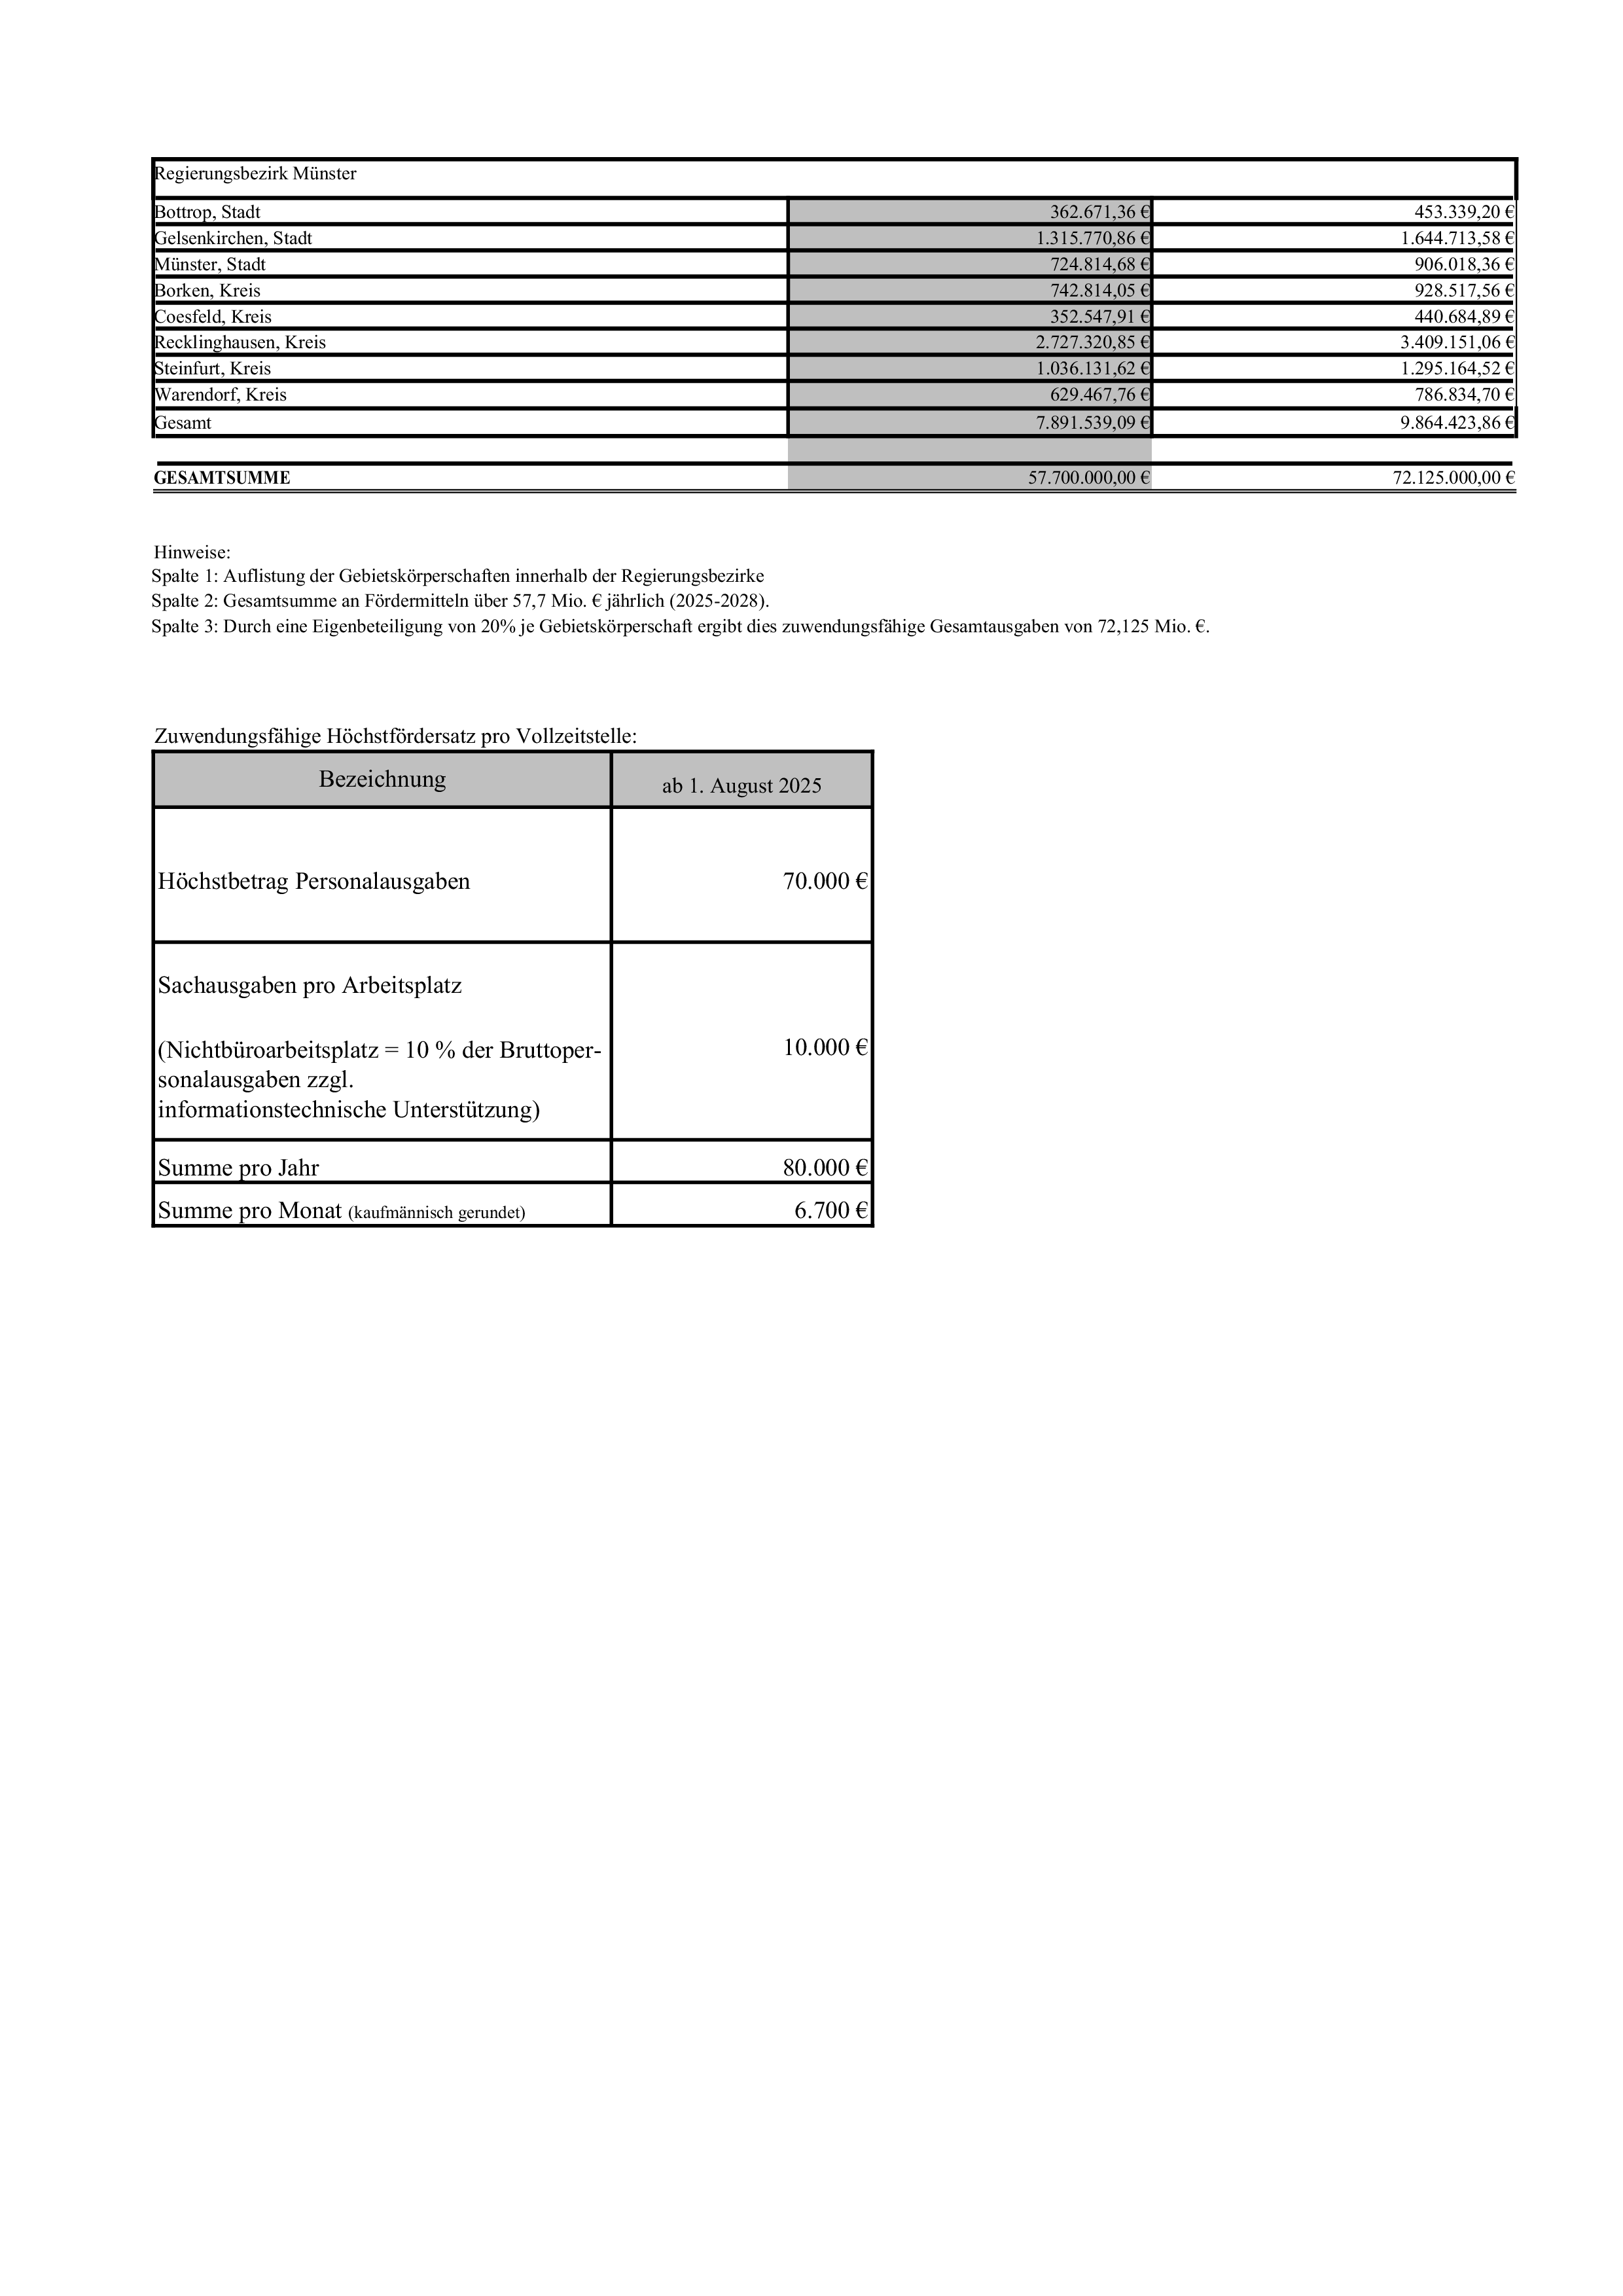 Regierungsbezirk Münster
Bottrop, Stadt 362.671,36 € 453.339,20 €
Gelsenkirchen, Stadt 1.315.770,86 € 1.644.713,58 €
Münster, Stadt 724.814,68 € 906.018,36 €
Borken, Kreis 742.814,05 € 928.517,56 €
Coesfeld, Kreis 352.547,91 € 440.684,89 €
Recklinghausen, Kreis 2.727.320,85 € 3.409.151,06 €
Steinfurt, Kreis 1.036.131,62 € 1.295.164,52 €
Warendorf, Kreis 629.467,76 € 786.834,70 €
Gesamt 7.891.539,09 € 9.864.423,86 €
GESAMTSUMME 57.700.000,00 € 72.125.000,00 €
Hinweise:
Spalte 1: Auflistung der Gebietskörperschaften innerhalb der Regierungsbezirke
Spalte 2: Gesamtsumme an Fördermitteln über 57,7 Mio. € jährlich (2025-2028).
Spalte 3: Durch eine Eigenbeteiligung von 20% je Gebietskörperschaft ergibt dies zuwendungsfähige Gesamtausgaben von 72,125 Mio. €.
Zuwendungsfähige Höchstfördersatz pro Vollzeitstelle:
Bezeichnung ab 1. August 2025
Höchstbetrag Personalausgaben 70.000 €
Sachausgaben pro Arbeitsplatz
(Nichtbüroarbeitsplatz = 10 % der Bruttoper- 10.000 €
sonalausgaben zzgl.
informationstechnische Unterstützung)
Summe pro Jahr 80.000 €
Summe pro Monat (kaufmännisch gerundet) 6.700 €